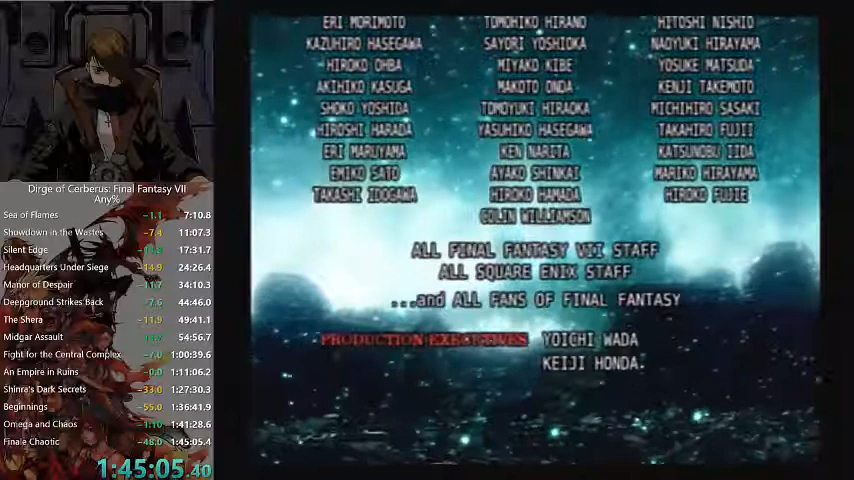 Dirge of Cerberus: Final Fantasy VII
Any%
Sea of Flames −1.1 7:10.8
Showdown in the Wastes −7.4 11:07.3
Silent Edge 17:31.7
Headquarters Under Siege −14.9 24:26.4
Manor of Despair −11.7 34:10.3
Deepground Strikes Back −7.6 44:46.0
The Shera −11.9 49:41.1
Midgar Assault 54:56.7
Fight for the Central Complex −7.0 1:00:39.6
An Empire in Ruins −0.0 1:11:06.2
Shinra's Dark Secrets −33.0 1:27:30.3
Beginnings −55.0 1:36:41.9
Omega and Chaos −1:10 1:41:28.6
Finale Chaotic −48.0 1:45:05.4
1:45:05.40
ERI MORIMOTO TOMOHIKO HIRANO HITOSHI NISHIO
KAZUHIRO HASEGAWA SAYORI YOSHIOKA NAOYUKI HIRAYAMA
HIROKO OHBA MIYAKO KIBE YOSUKE MATSUDA
AKIHIKO KASUGA MAKOTO ONDA KENJI TAKEMOTO
SHOKO YOSHIDA TOMOYUKI HIRAOKA MICHIHIRO SASAKI
HIROSHI HARADA YASUHIKO HASEGAWA TAKAHIRO FUJII
ERI MARUYAMA KEN NARITA KATSUNOBU IIDA
EMIKO SATO AYAKO SHINKAI MARIKO HIRAYAMA
TAKASHI IDOGAWA HIROKO HAMADA HIROKO FUJIE
COLIN WILLIAMSON
ALL FINAL FANTASY VII STAFF
ALL SQUARE ENIX STAFF
...and ALL FANS OF FINAL FANTASY
PRODUCTION EXECUTIVES YOICHI WADA
KEIJI HONDA